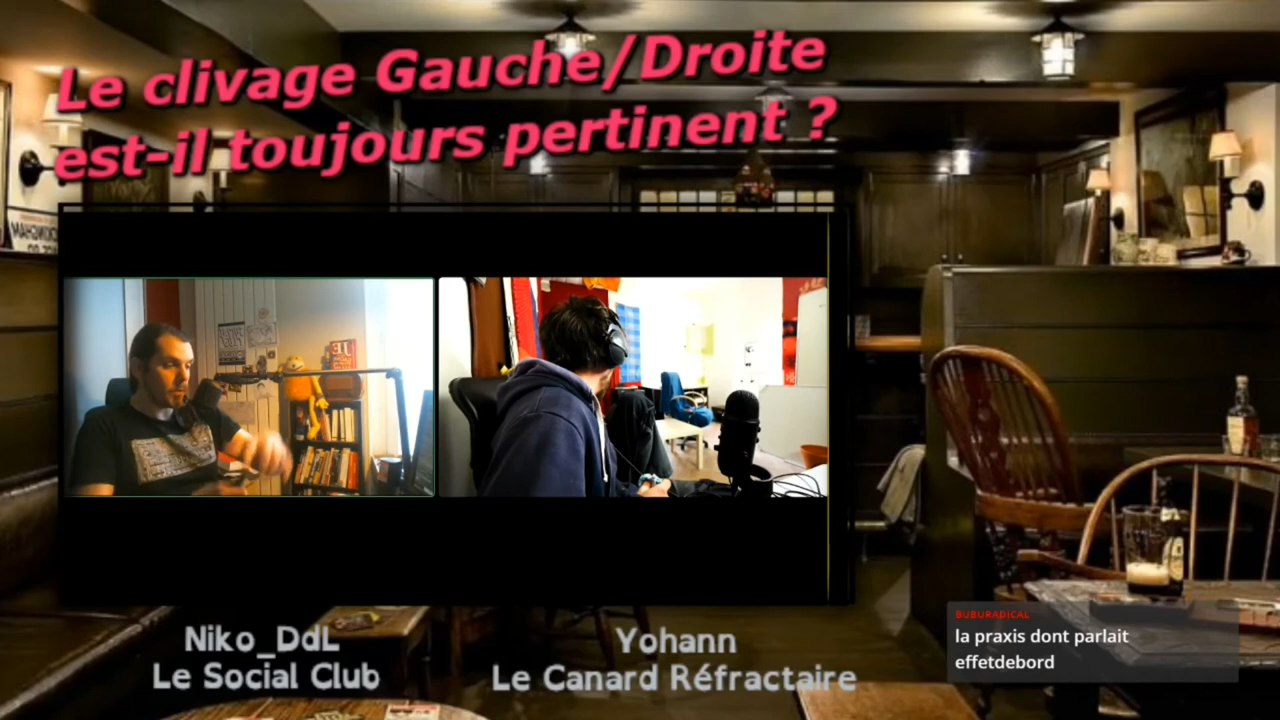 Le clivage Gauche/Droite
est-il toujours pertinent ?
JE
Niko_DdL
Le Social Club
Yohann
Le Canard Réfractaire
BUBURADICAL
la praxis dont parlait
effetdebord